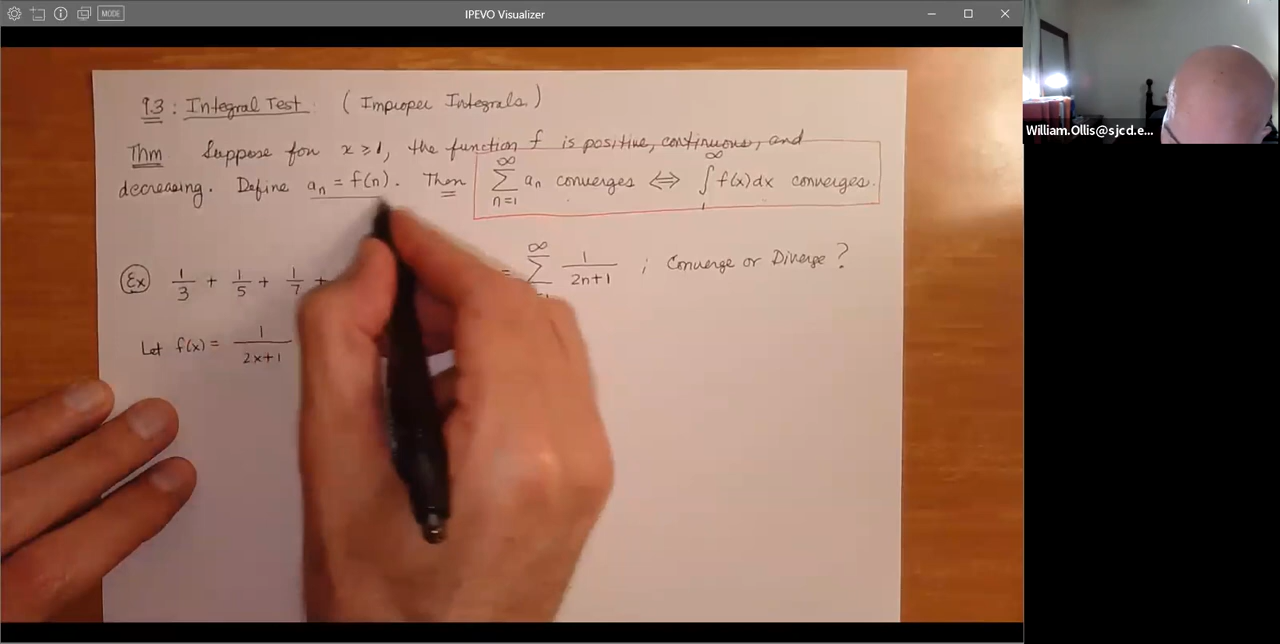 MODE
IPEVO Visualizer
9.3 : Integral Test : ( Improper Integrals )
Thm Suppose for x ≥ 1, the function f is positive, continuous, and
decreasing. Define aₙ = f(n). Then ∑_{n=1}^{∞} aₙ converges ⇔ ∫_1^∞ f(x)dx converges.
Ex 1/3 + 1/5 + 1/7 + = ∑^{∞} 1/(2n+1) ; Converge or Diverge ?
Let f(x) = 1/(2x+1)
William.Ollis@sjcd.e...